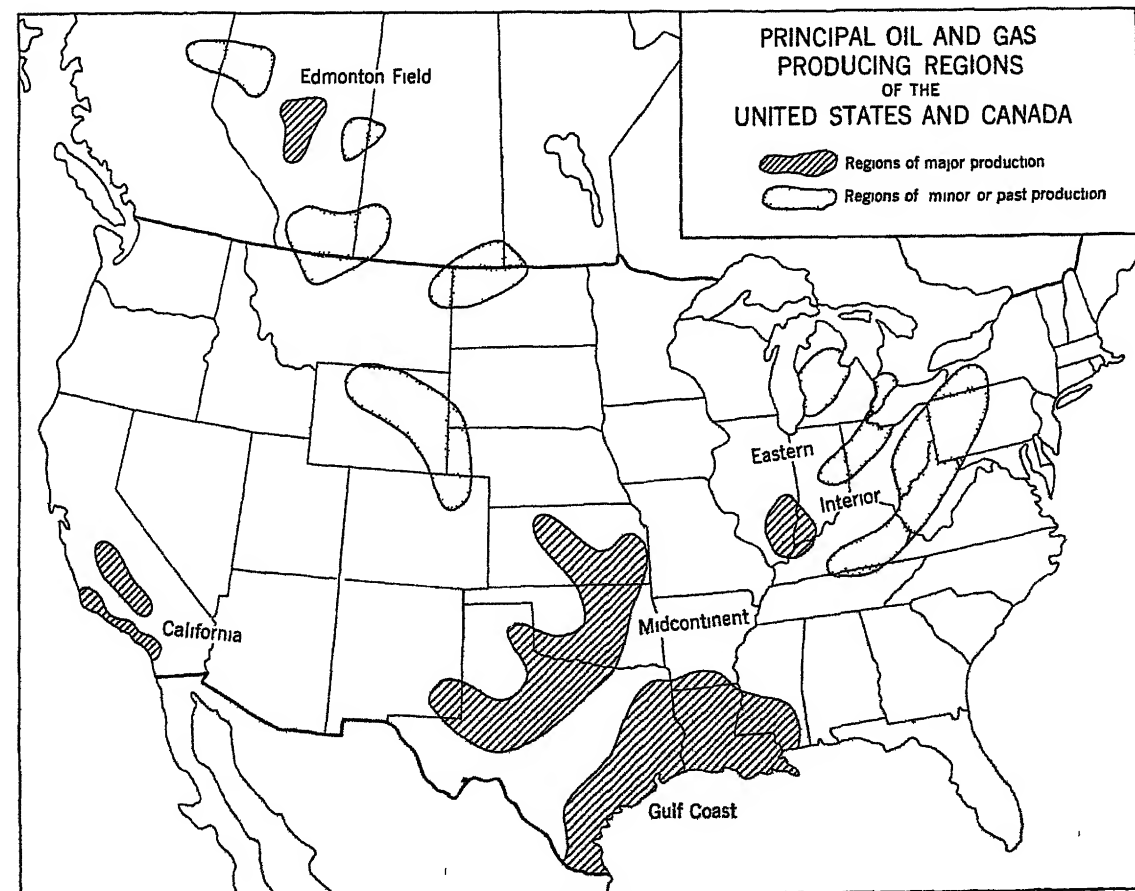 PRINCIPAL OIL AND GAS
PRODUCING REGIONS
OF THE
UNITED STATES AND CANADA
Regions of major production
Regions of minor or past production
Edmonton Field
Eastern
Interior
California
Midcontinent
Gulf Coast